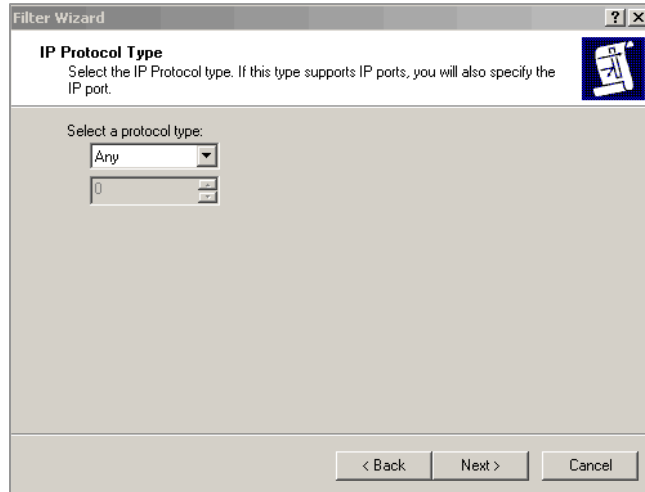 Filter Wizard
IP Protocol Type
Select the IP Protocol type. If this type supports IP ports, you will also specify the
IP port.
Select a protocol type:
Any
0
< Back Next > Cancel